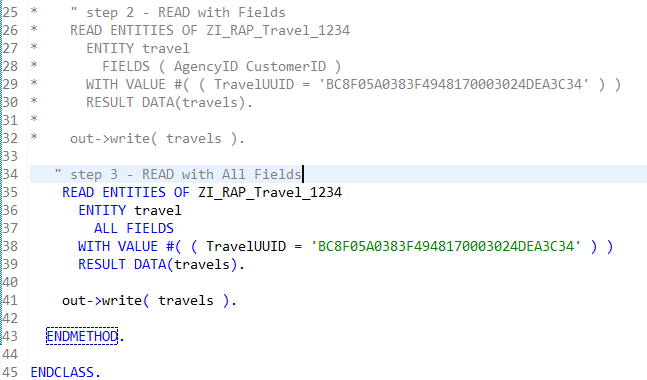 25 *    " step 2 - READ with Fields
26 *    READ ENTITIES OF ZI_RAP_Travel_1234
27 *      ENTITY travel
28 *        FIELDS ( AgencyID CustomerID )
29 *      WITH VALUE #( ( TravelUUID = 'BC8F05A0383F4948170003024DEA3C34' ) )
30 *      RESULT DATA(travels).
31 *
32 *    out->write( travels ).
33
34    " step 3 - READ with All Fields
35     READ ENTITIES OF ZI_RAP_Travel_1234
36       ENTITY travel
37         ALL FIELDS
38       WITH VALUE #( ( TravelUUID = 'BC8F05A0383F4948170003024DEA3C34' ) )
39       RESULT DATA(travels).
40
41     out->write( travels ).
42
43   ENDMETHOD.
44
45 ENDCLASS.